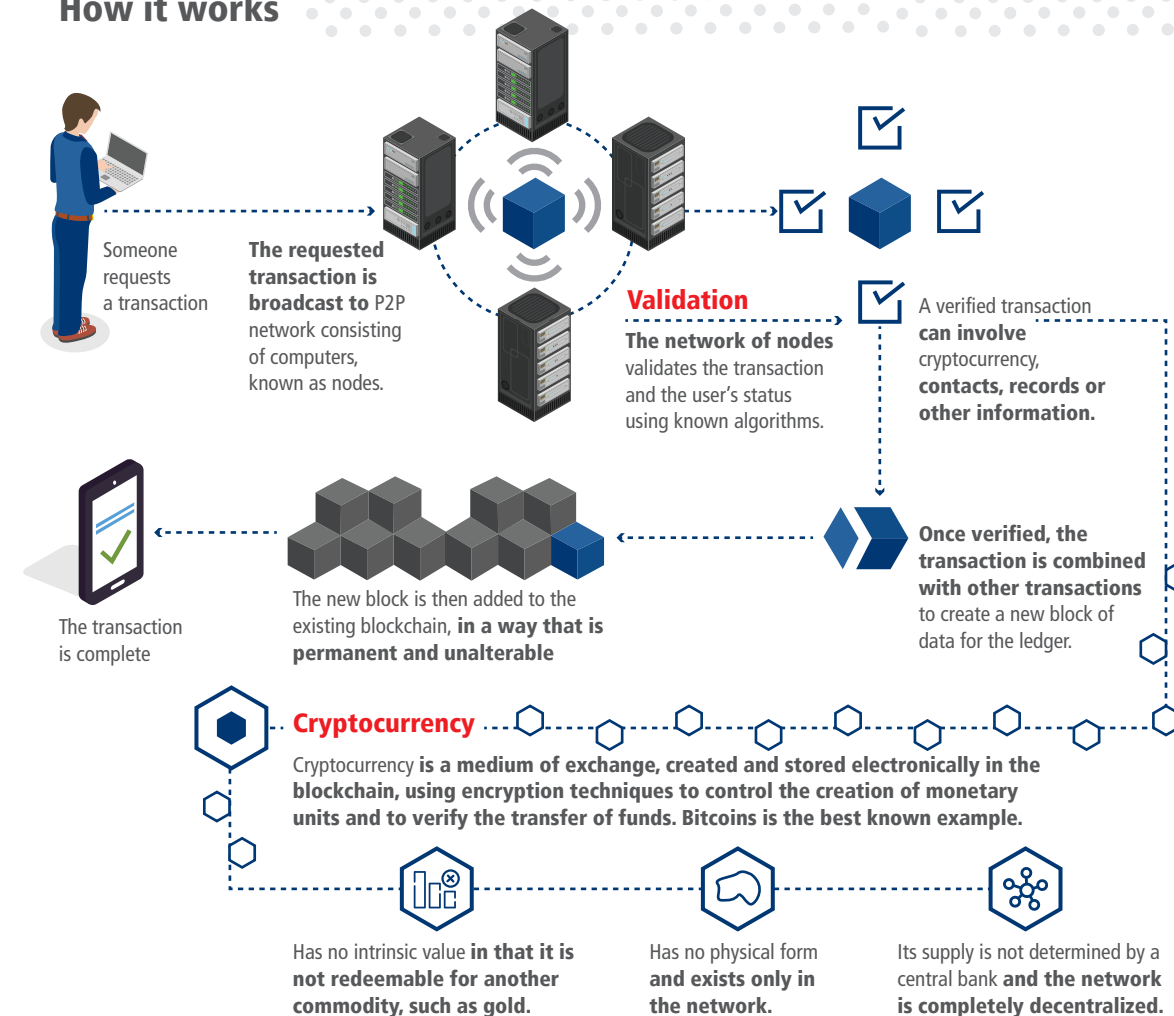 How it works
Someone
requests
a transaction
The requested
transaction is
broadcast to P2P
network consisting
of computers,
known as nodes.
Validation
The network of nodes
validates the transaction
and the user's status
using known algorithms.
A verified transaction
can involve
cryptocurrency,
contacts, records or
other information.
Once verified, the
transaction is combined
with other transactions
to create a new block of
data for the ledger.
The new block is then added to the
existing blockchain, in a way that is
permanent and unalterable
The transaction
is complete
Cryptocurrency
Cryptocurrency is a medium of exchange, created and stored electronically in the
blockchain, using encryption techniques to control the creation of monetary
units and to verify the transfer of funds. Bitcoins is the best known example.
Has no intrinsic value in that it is
not redeemable for another
commodity, such as gold.
Has no physical form
and exists only in
the network.
Its supply is not determined by a
central bank and the network
is completely decentralized.